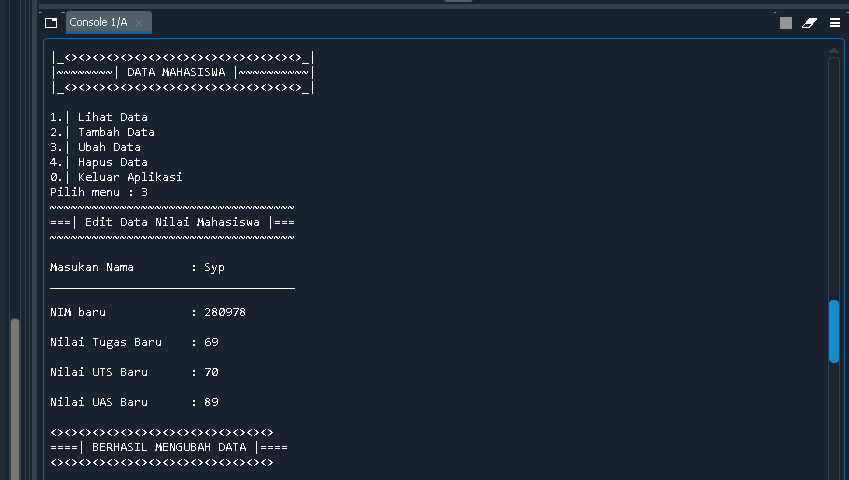 Console 1/A
|_<><><><><><><><><><><><><><><><><>_|
|~~~~~~~~| DATA MAHASISWA |~~~~~~~~~~|
|_<><><><><><><><><><><><><><><><><>_|
1.| Lihat Data
2.| Tambah Data
3.| Ubah Data
4.| Hapus Data
0.| Keluar Aplikasi
Pilih menu : 3
~~~~~~~~~~~~~~~~~~~~~~~~~~~~~~~~~~~
===| Edit Data Nilai Mahasiswa |===
~~~~~~~~~~~~~~~~~~~~~~~~~~~~~~~~~~~
Masukan Nama : Syp
___________________________________
NIM baru : 280978
Nilai Tugas Baru : 69
Nilai UTS Baru : 70
Nilai UAS Baru : 89
<><><><><><><><><><><><><><><><>
====| BERHASIL MENGUBAH DATA |====
<><><><><><><><><><><><><><><><>